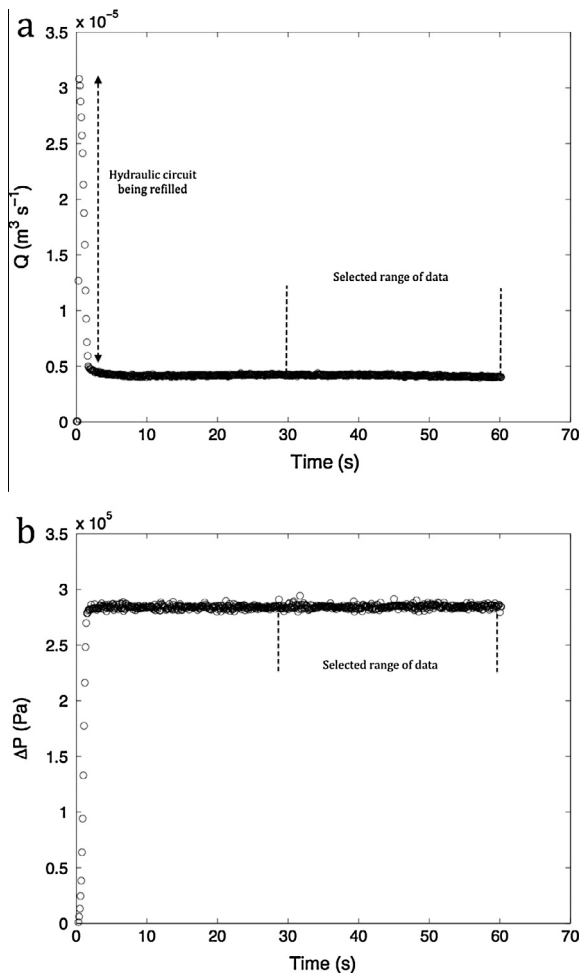 a
x 10⁻⁵
3.5
3
2.5
2
1.5
1
0.5
0
Q (m³ s⁻¹)
Hydraulic circuit
being refilled
Selected range of data
0 10 20 30 40 50 60 70
Time (s)
b
x 10⁵
3.5
3
2.5
2
1.5
1
0.5
0
ΔP (Pa)
Selected range of data
0 10 20 30 40 50 60 70
Time (s)